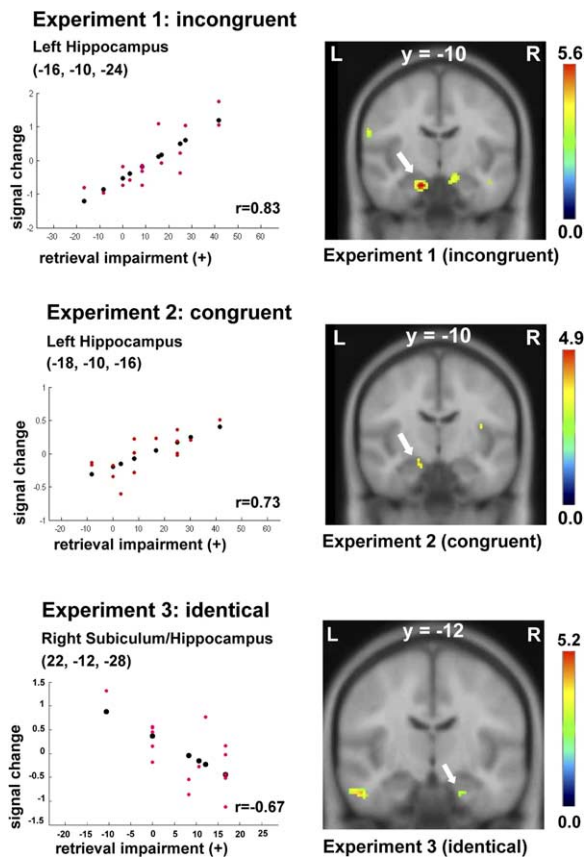 Experiment 1: incongruent
Left Hippocampus
(-16, -10, -24)
signal change
2
1
0
-1
-2
r=0.83
-20 -10 0 10 20 30 40 50 60
retrieval impairment (+)
L y = -10 R
5.6
0.0
Experiment 1 (incongruent)
Experiment 2: congruent
Left Hippocampus
(-18, -10, -16)
signal change
1
0.5
0
-0.5
-1
r=0.73
-20 -10 0 10 20 30 40 50 60
retrieval impairment (+)
L y = -10 R
4.9
0.0
Experiment 2 (congruent)
Experiment 3: identical
Right Subiculum/Hippocampus
(22, -12, -28)
signal change
1.5
1
0.5
0
-0.5
-1
-1.5
r=-0.67
-20 -15 -10 -5 0 5 10 15 20 25
retrieval impairment (+)
L y = -12 R
5.2
0.0
Experiment 3 (identical)